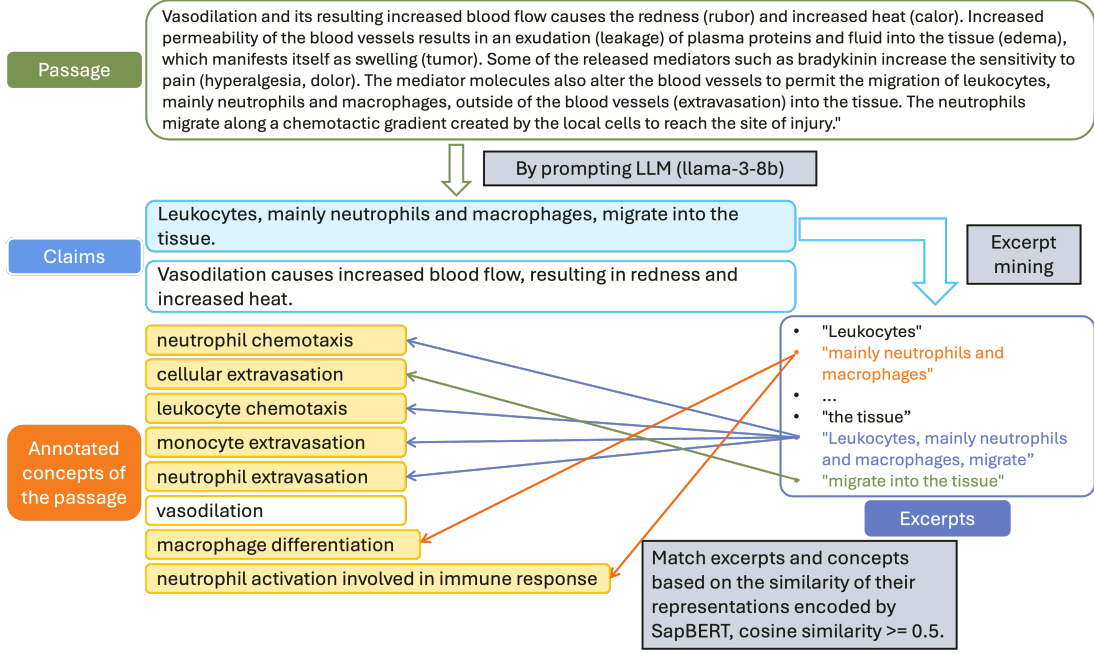 Passage
Vasodilation and its resulting increased blood flow causes the redness (rubor) and increased heat (calor). Increased
permeability of the blood vessels results in an exudation (leakage) of plasma proteins and fluid into the tissue (edema),
which manifests itself as swelling (tumor). Some of the released mediators such as bradykinin increase the sensitivity to
pain (hyperalgesia, dolor). The mediator molecules also alter the blood vessels to permit the migration of leukocytes,
mainly neutrophils and macrophages, outside of the blood vessels (extravasation) into the tissue. The neutrophils
migrate along a chemotactic gradient created by the local cells to reach the site of injury."
By prompting LLM (llama-3-8b)
Claims
Leukocytes, mainly neutrophils and macrophages, migrate into the
tissue.
Vasodilation causes increased blood flow, resulting in redness and
increased heat.
Excerpt
mining
Annotated
concepts of
the passage
neutrophil chemotaxis
cellular extravasation
leukocyte chemotaxis
monocyte extravasation
neutrophil extravasation
vasodilation
macrophage differentiation
neutrophil activation involved in immune response
• "Leukocytes"
• "mainly neutrophils and
macrophages"
• ...
• "the tissue”
• "Leukocytes, mainly neutrophils
and macrophages, migrate”
• "migrate into the tissue"
Excerpts
Match excerpts and concepts
based on the similarity of their
representations encoded by
SapBERT, cosine similarity >= 0.5.